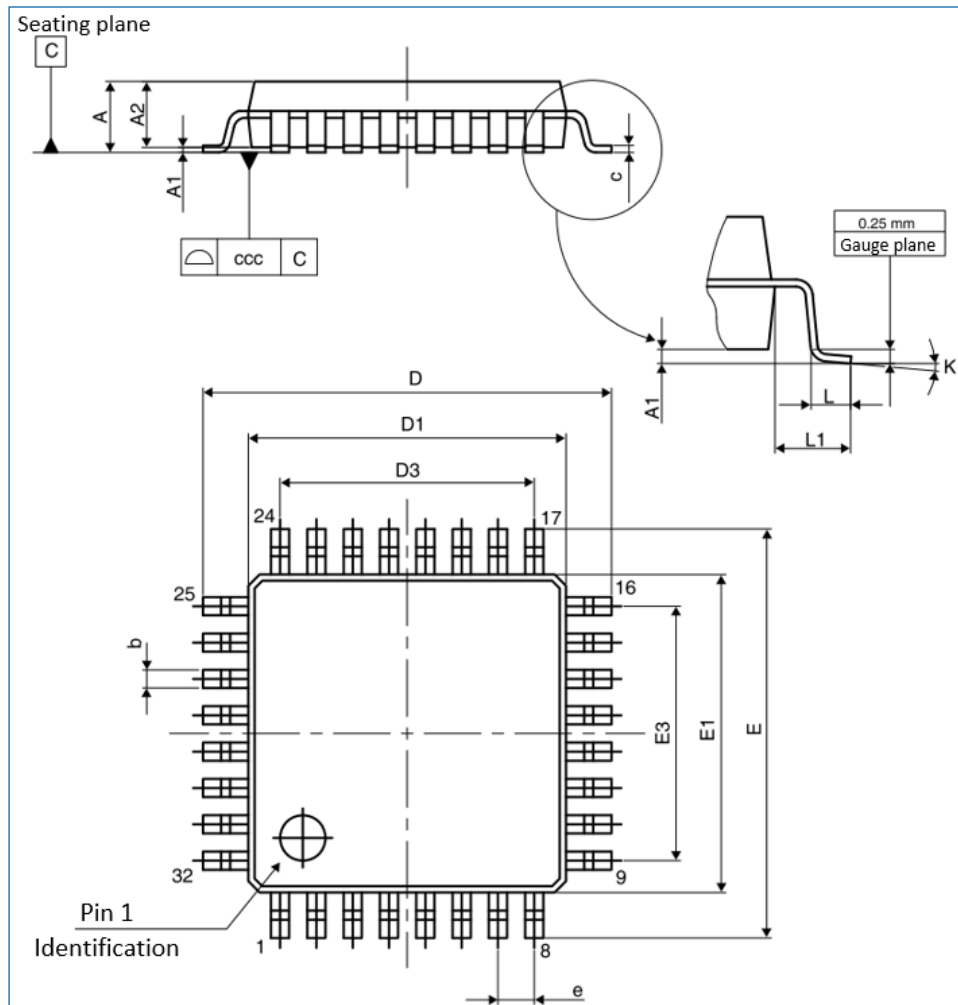 Seating plane
C
A
A2
A1
c
ccc
C
0.25 mm
Gauge plane
K
A1
L
L1
D
D1
D3
24
17
25
16
b
E3
E1
E
32
9
Pin 1
Identification
1
8
e